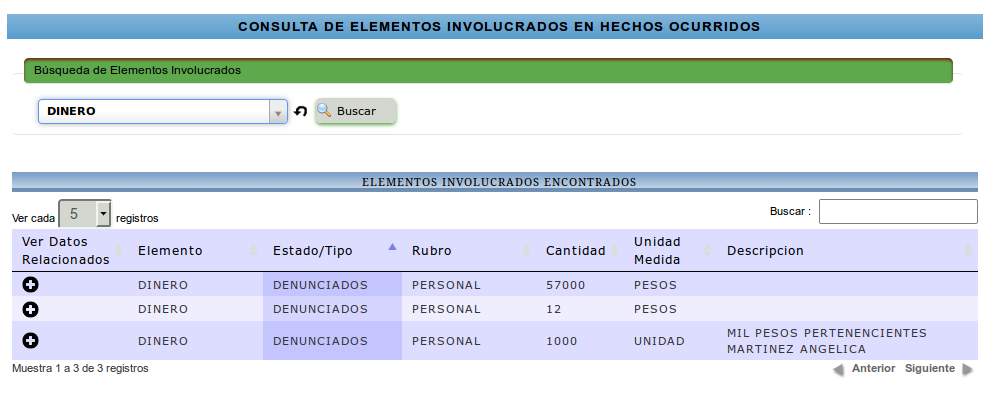 CONSULTA DE ELEMENTOS INVOLUCRADOS EN HECHOS OCURRIDOS
Búsqueda de Elementos Involucrados
DINERO Buscar
ELEMENTOS INVOLUCRADOS ENCONTRADOS
Ver cada 5 registros Buscar :
Ver Datos Relacionados Elemento Estado/Tipo Rubro Cantidad Unidad Medida Descripcion
DINERO DENUNCIADOS PERSONAL 57000 PESOS
DINERO DENUNCIADOS PERSONAL 12 PESOS
DINERO DENUNCIADOS PERSONAL 1000 UNIDAD MIL PESOS PERTENENCIENTES
MARTINEZ ANGELICA
Muestra 1 a 3 de 3 registros Anterior Siguiente